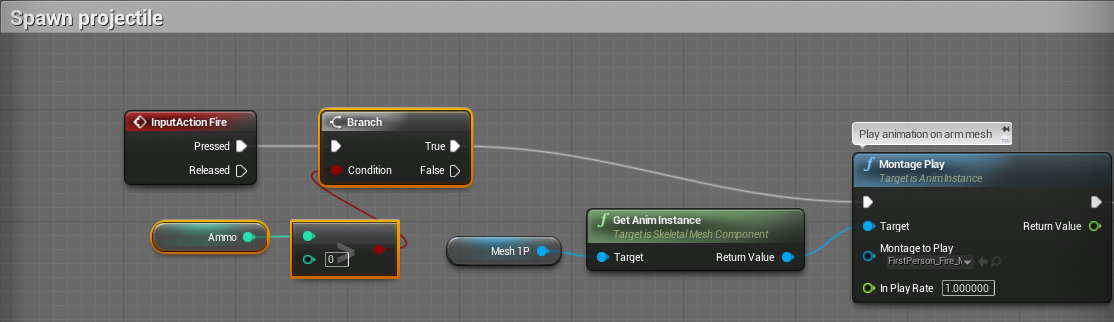 Spawn projectile
InputAction Fire
Pressed
Released
Branch
True
Condition
False
Ammo
>
0
Mesh 1P
Get Anim Instance
Target is Skeletal Mesh Component
Target
Return Value
Play animation on arm mesh
Montage Play
Target is Anim Instance
Target
Return Value
Montage to Play
FirstPerson_Fire_M
In Play Rate
1.000000